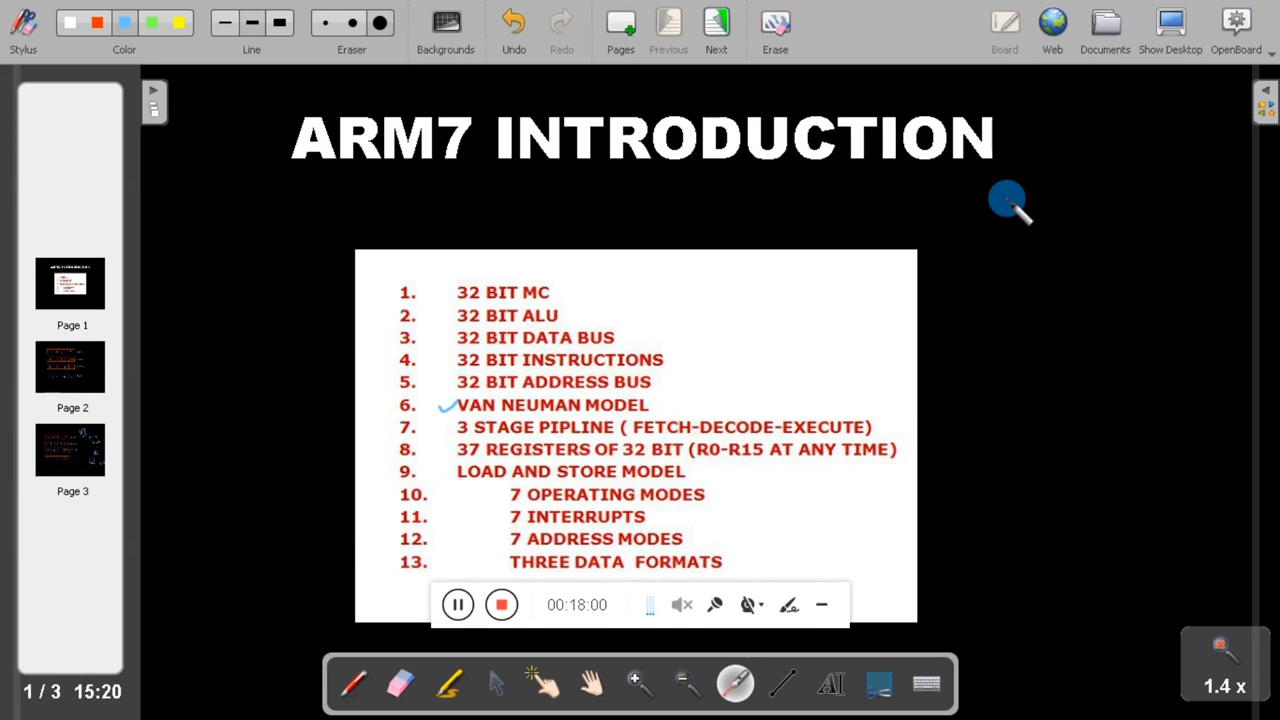 Stylus
Color
Line
Eraser
Backgrounds
Undo
Redo
Pages
Previous
Next
Erase
Board
Web
Documents
Show Desktop
OpenBoard
ARM7 INTRODUCTION
1. 32 BIT MC
2. 32 BIT ALU
3. 32 BIT DATA BUS
4. 32 BIT INSTRUCTIONS
5. 32 BIT ADDRESS BUS
6. VAN NEUMAN MODEL
7. 3 STAGE PIPLINE ( FETCH-DECODE-EXECUTE)
8. 37 REGISTERS OF 32 BIT (R0-R15 AT ANY TIME)
9. LOAD AND STORE MODEL
10. 7 OPERATING MODES
11. 7 INTERRUPTS
12. 7 ADDRESS MODES
13. THREE DATA FORMATS
Page 1
Page 2
Page 3
00:18:00
1 / 3 15:20
AI
1.4 x